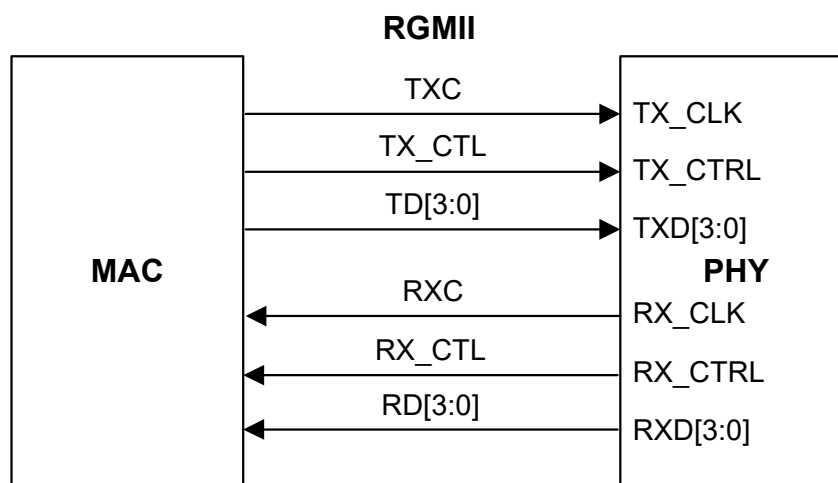 RGMII
TXC
TX_CLK
TX_CTL
TX_CTRL
TD[3:0]
TXD[3:0]
MAC
PHY
RXC
RX_CLK
RX_CTL
RX_CTRL
RD[3:0]
RXD[3:0]